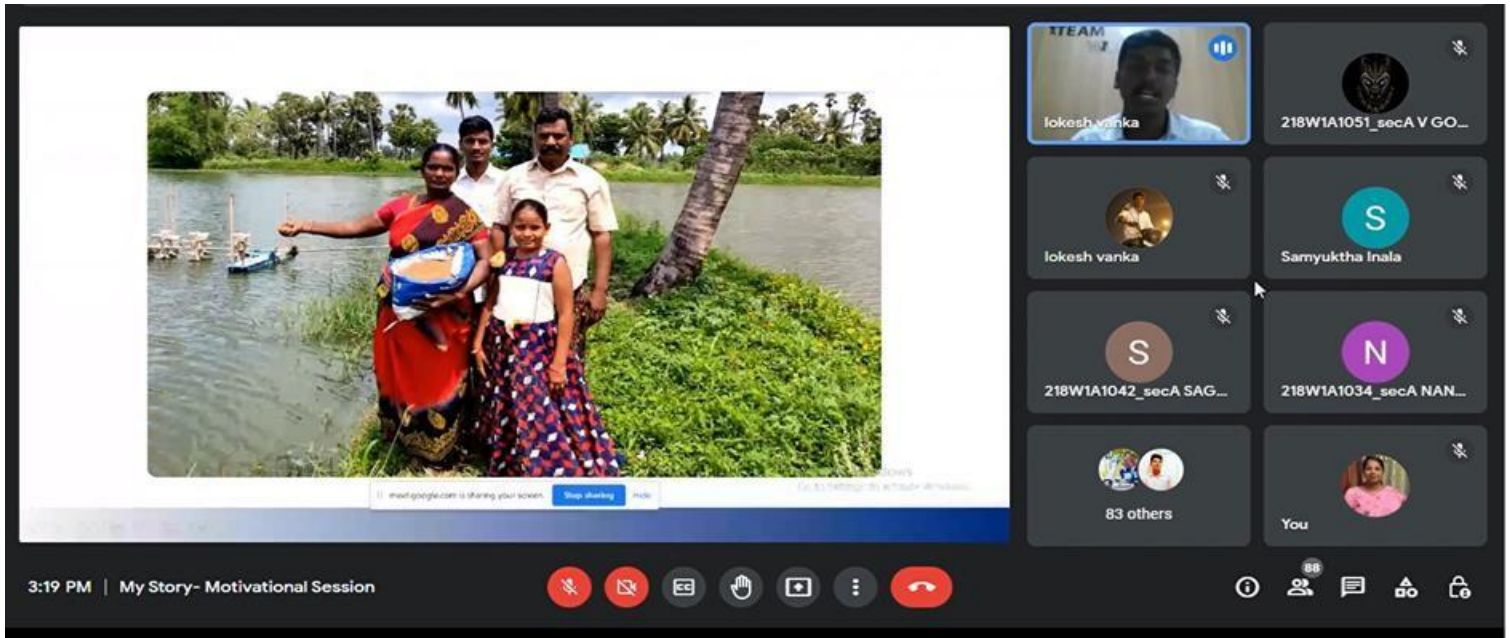 TEAM
lokesh vanka
218W1A1051_secA V GO...
lokesh vanka
Samyuktha Inala
S
S
218W1A1042_secA SAG...
N
218W1A1034_secA NAN...
83 others
You
meet.google.com is sharing your screen.
Stop sharing
Hide
3:19 PM | My Story- Motivational Session
CC
88